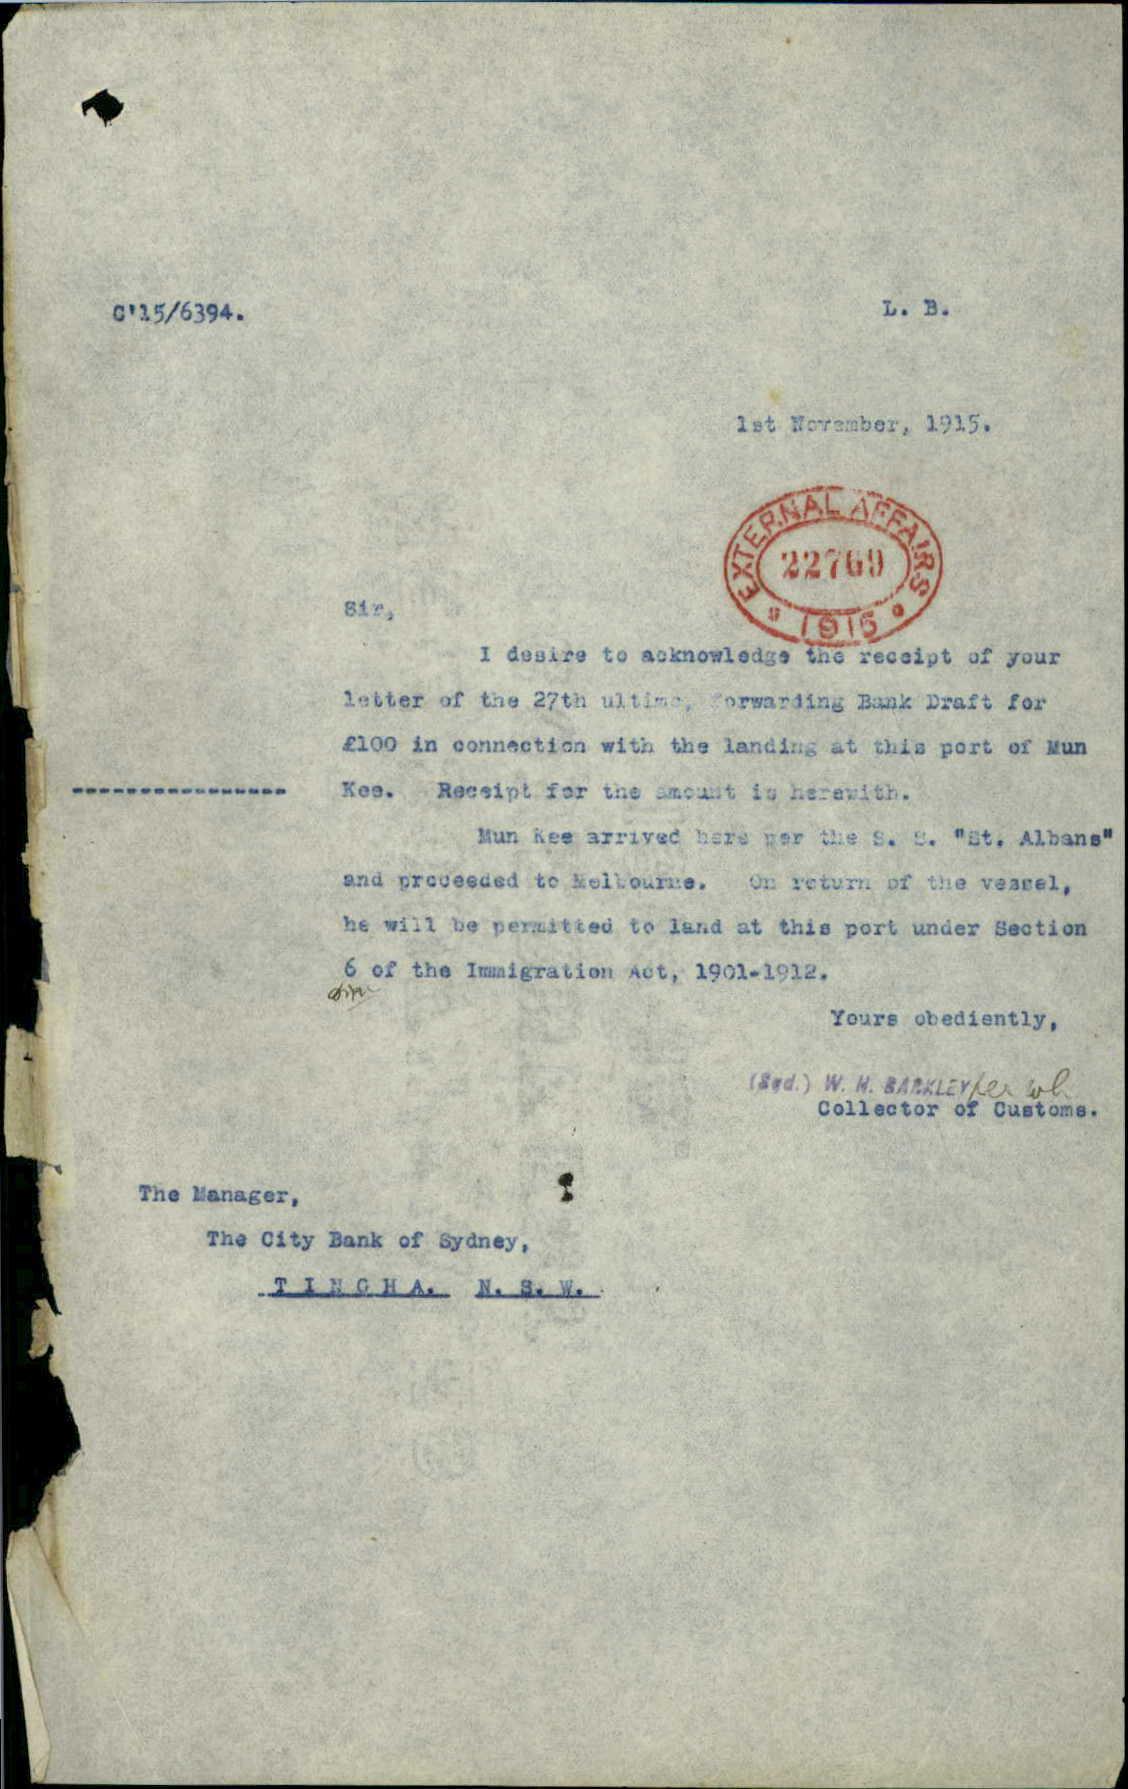 C'15/6394.
L. B.
1st November, 1915.
EXTERNAL AFFAIRS
22769
1915
Sir,
I desire to acknowledge the receipt of your
letter of the 27th ultimo, forwarding Bank Draft for
£100 in connection with the landing at this port of Mun
Kee. Receipt for the amount is herewith.
Mun Kee arrived here per the S. S. "St. Albans"
and proceeded to Melbourne. On return of the vessel,
he will be permitted to land at this port under Section
6 of the Immigration Act, 1901-1912.
Yours obediently,
(Sgd.) W. H. BARKLEY per
Collector of Customs.
The Manager,
The City Bank of Sydney,
T I N G H A. N. S. W.